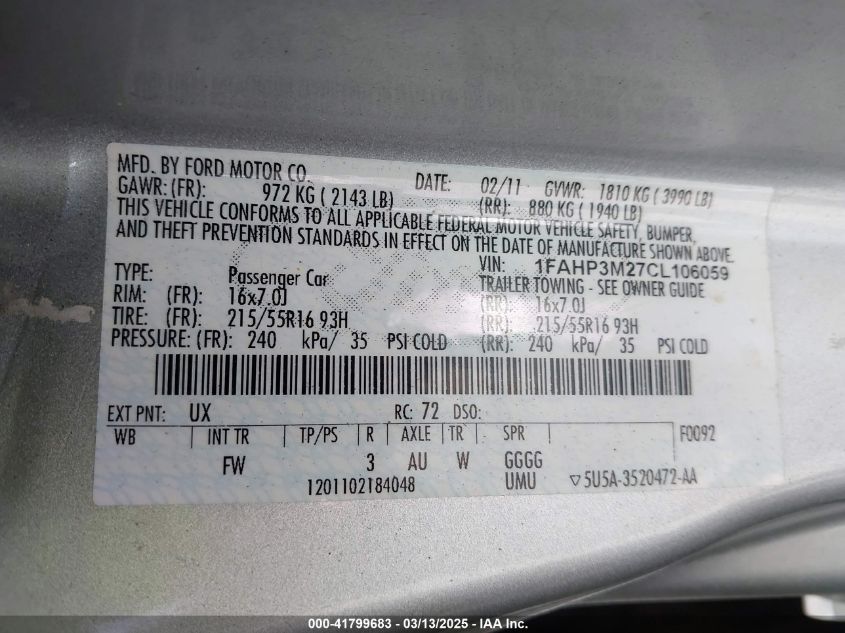 MFD. BY FORD MOTOR CO. DATE: 02/11 GVWR: 1810 KG ( 3990 LB)
GAWR: (FR): 972 KG ( 2143 LB) (RR): 880 KG ( 1940 LB)
THIS VEHICLE CONFORMS TO ALL APPLICABLE FEDERAL MOTOR VEHICLE SAFETY, BUMPER,
AND THEFT PREVENTION STANDARDS IN EFFECT ON THE DATE OF MANUFACTURE SHOWN ABOVE.
VIN: 1FAHP3M27CL106059
TYPE: Passenger Car TRAILER TOWING - SEE OWNER GUIDE
RIM: (FR): 16x7.0J (RR): 16x7.0J
TIRE: (FR): 215/55R16 93H (RR): 215/55R16 93H
PRESSURE: (FR): 240 kPa/ 35 PSI COLD (RR): 240 kPa/ 35 PSI COLD
EXT PNT: UX RC: 72 DSO:
WB INT TR TP/PS R AXLE TR SPR F0092
FW 3 AU W GGGG
1201102184048 UMU ▽5U5A-3520472-AA
000-41799683 - 03/13/2025 - IAA Inc.